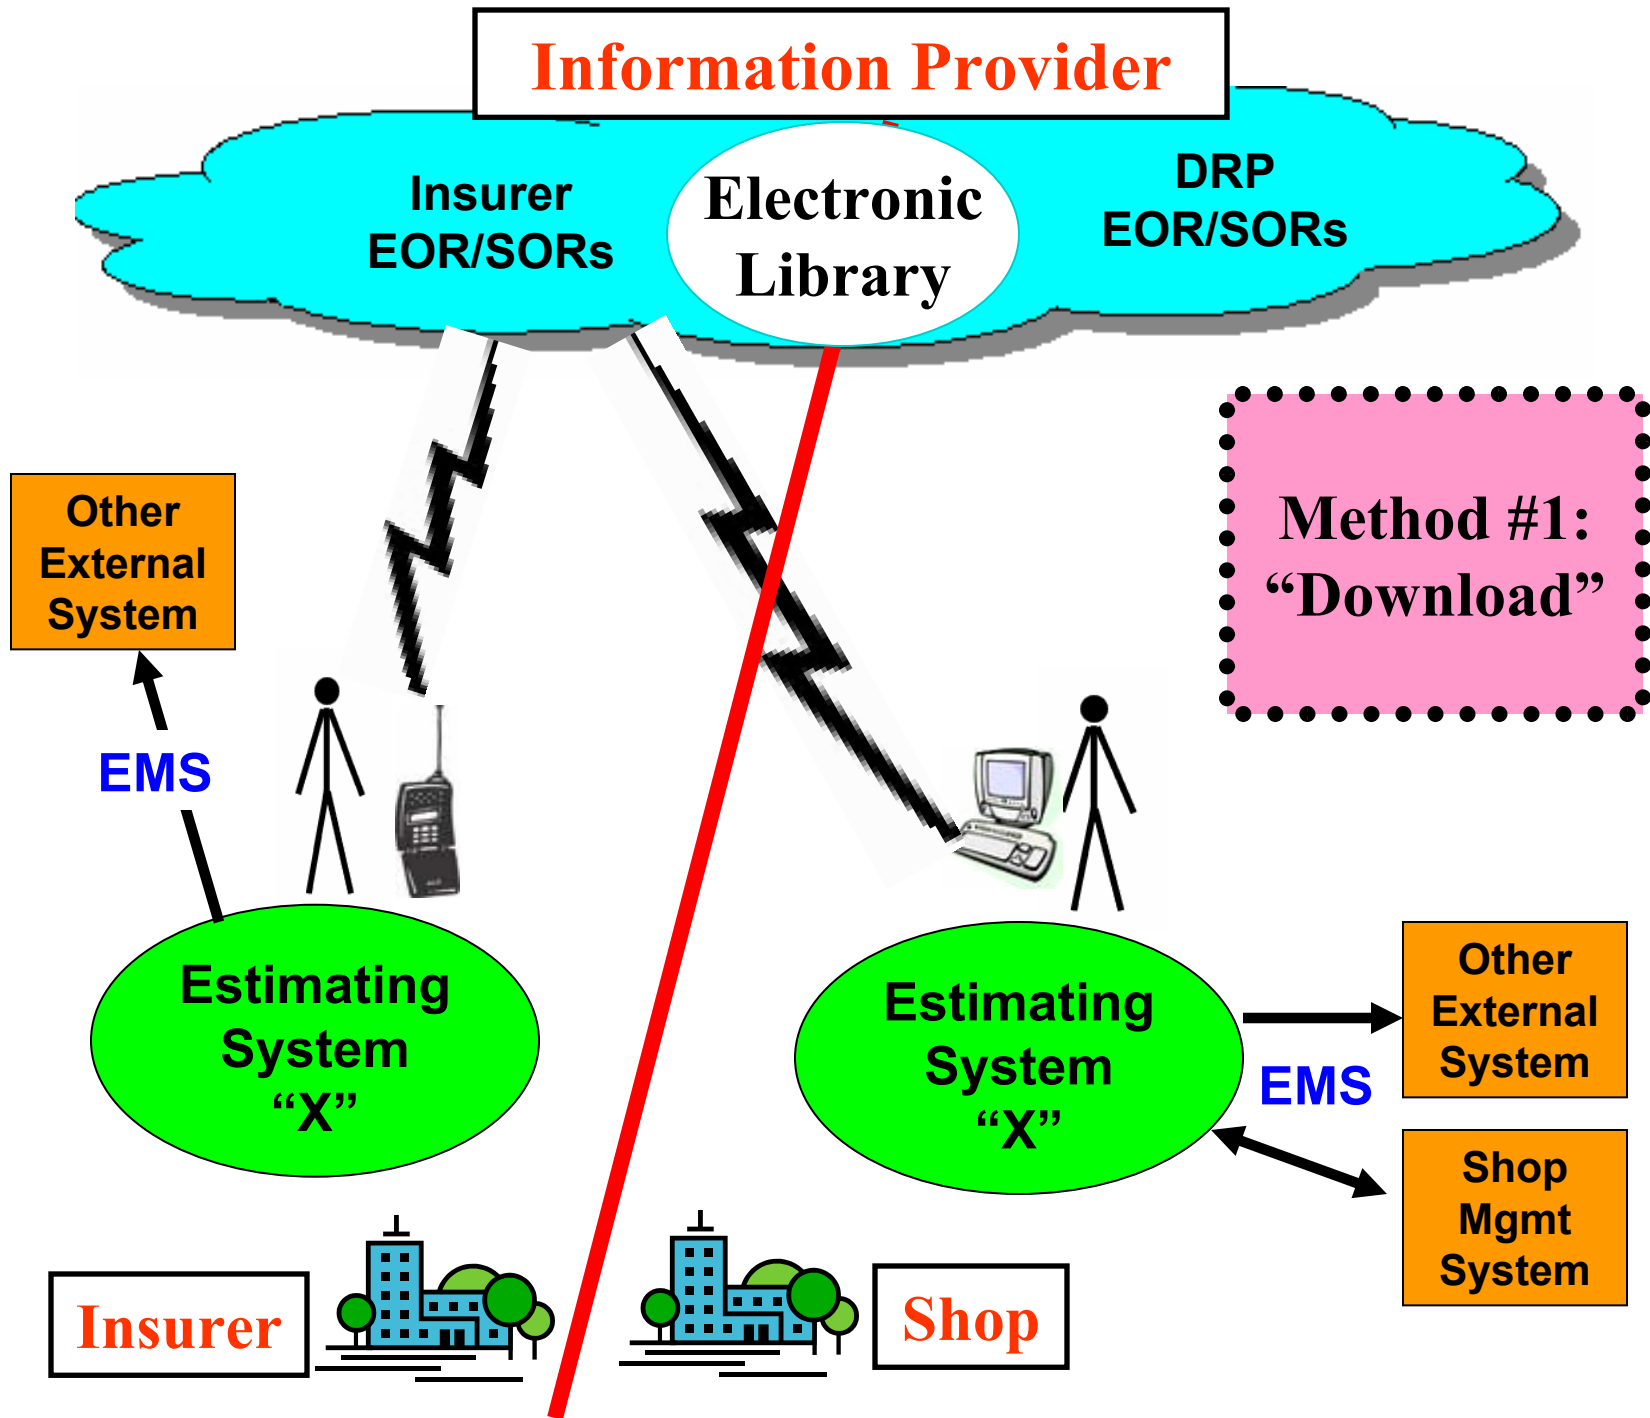 Information Provider
Insurer
EOR/SORs
Electronic
Library
DRP
EOR/SORs
Method #1:
“Download”
Other
External
System
EMS
Estimating
System
“X”
Estimating
System
“X”
Other
External
System
EMS
Shop
Mgmt
System
Insurer
Shop